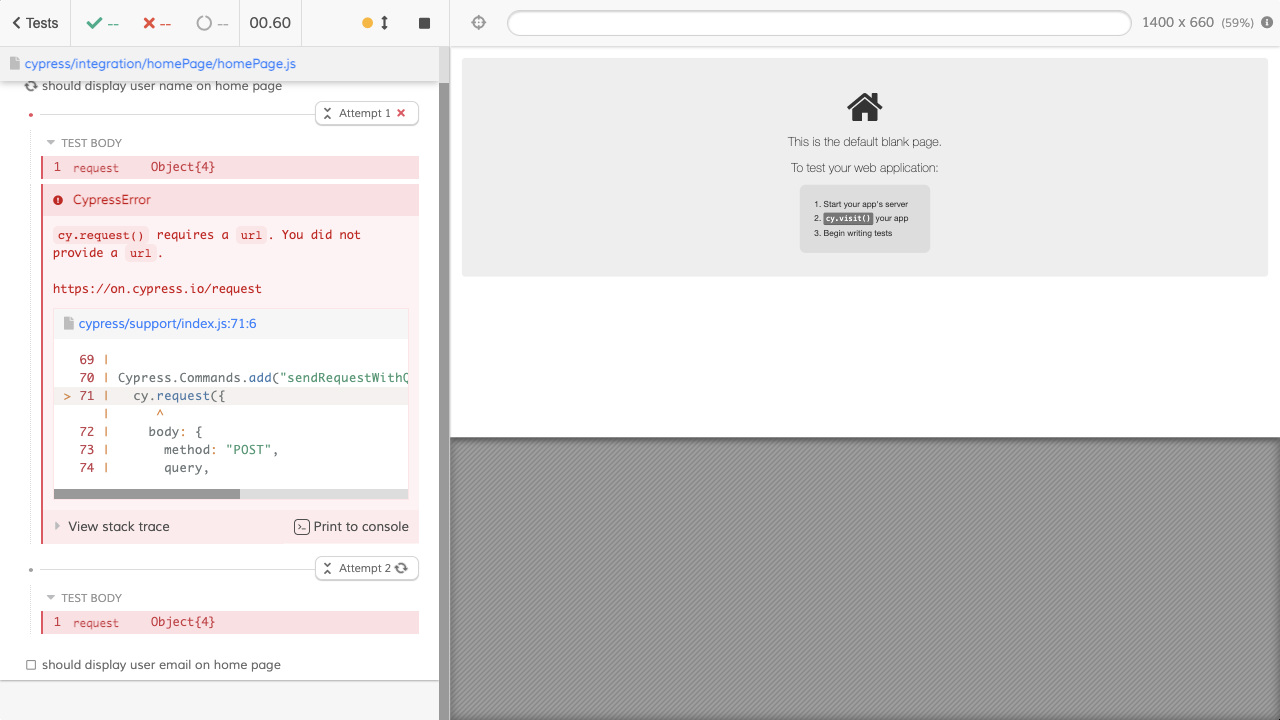 Tests -- -- -- 00.60
1400 x 660 (59%)
cypress/integration/homePage/homePage.js
should display user name on home page
Attempt 1
TEST BODY
1 request Object{4}
CypressError
cy.request() requires a url. You did not
provide a url.
https://on.cypress.io/request
cypress/support/index.js:71:6
69 |
70 | Cypress.Commands.add("sendRequestWithQ
> 71 | cy.request({
| ^
72 | body: {
73 | method: "POST",
74 | query,
View stack trace Print to console
Attempt 2
TEST BODY
1 request Object{4}
should display user email on home page
This is the default blank page.
To test your web application:
1. Start your app's server
2. cy.visit() your app
3. Begin writing tests